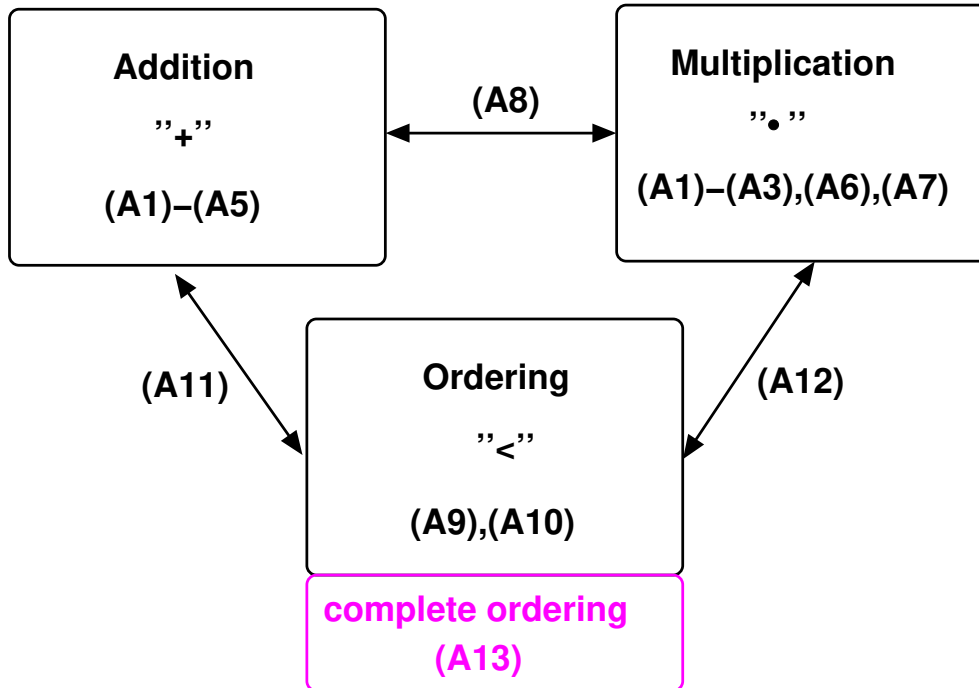 Addition
”+”
(A1)–(A5)
(A8)
Multiplication
”•”
(A1)–(A3),(A6),(A7)
(A11)
(A12)
Ordering
”<”
(A9),(A10)
complete ordering
(A13)